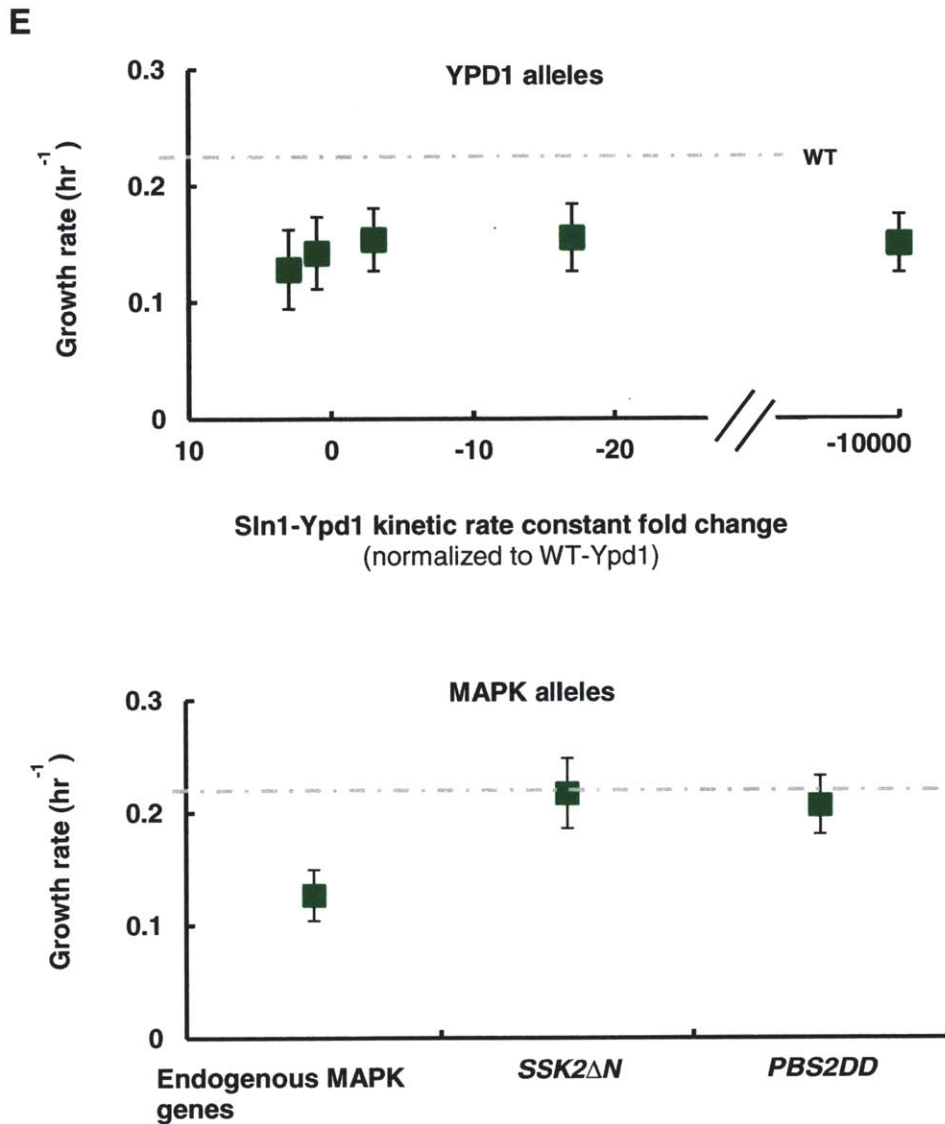 E
YPD1 alleles
0.3
0.2
0.1
0
Growth rate (hr⁻¹)
WT
10 0 -10 -20 -10000
Sln1-Ypd1 kinetic rate constant fold change
(normalized to WT-Ypd1)
MAPK alleles
0.3
0.2
0.1
0
Growth rate (hr⁻¹)
Endogenous MAPK
genes
SSK2ΔN
PBS2DD